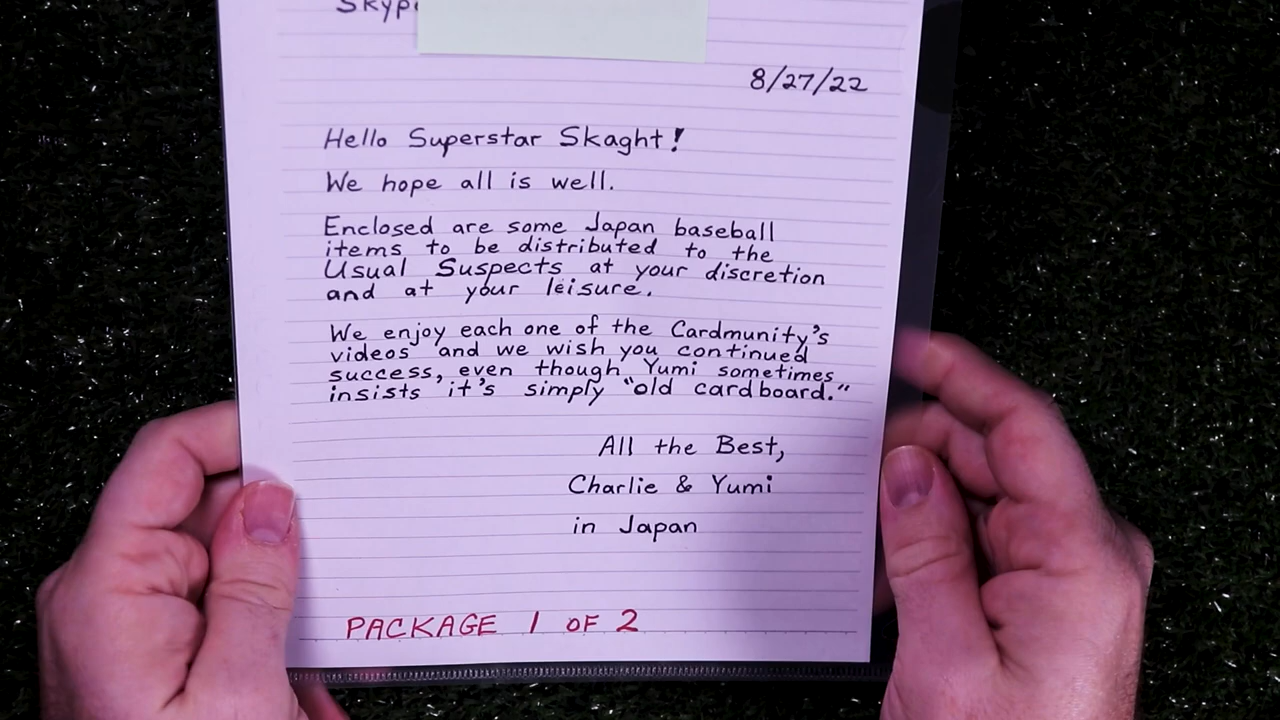 8/27/22
Hello Superstar Skaght!
We hope all is well.
Enclosed are some Japan baseball
items to be distributed to the
Usual Suspects at your discretion
and at your leisure.
We enjoy each one of the Cardmunity's
videos and we wish you continued
success, even though Yumi sometimes
insists it's simply "old cardboard."
All the Best,
Charlie & Yumi
in Japan
PACKAGE 1 OF 2